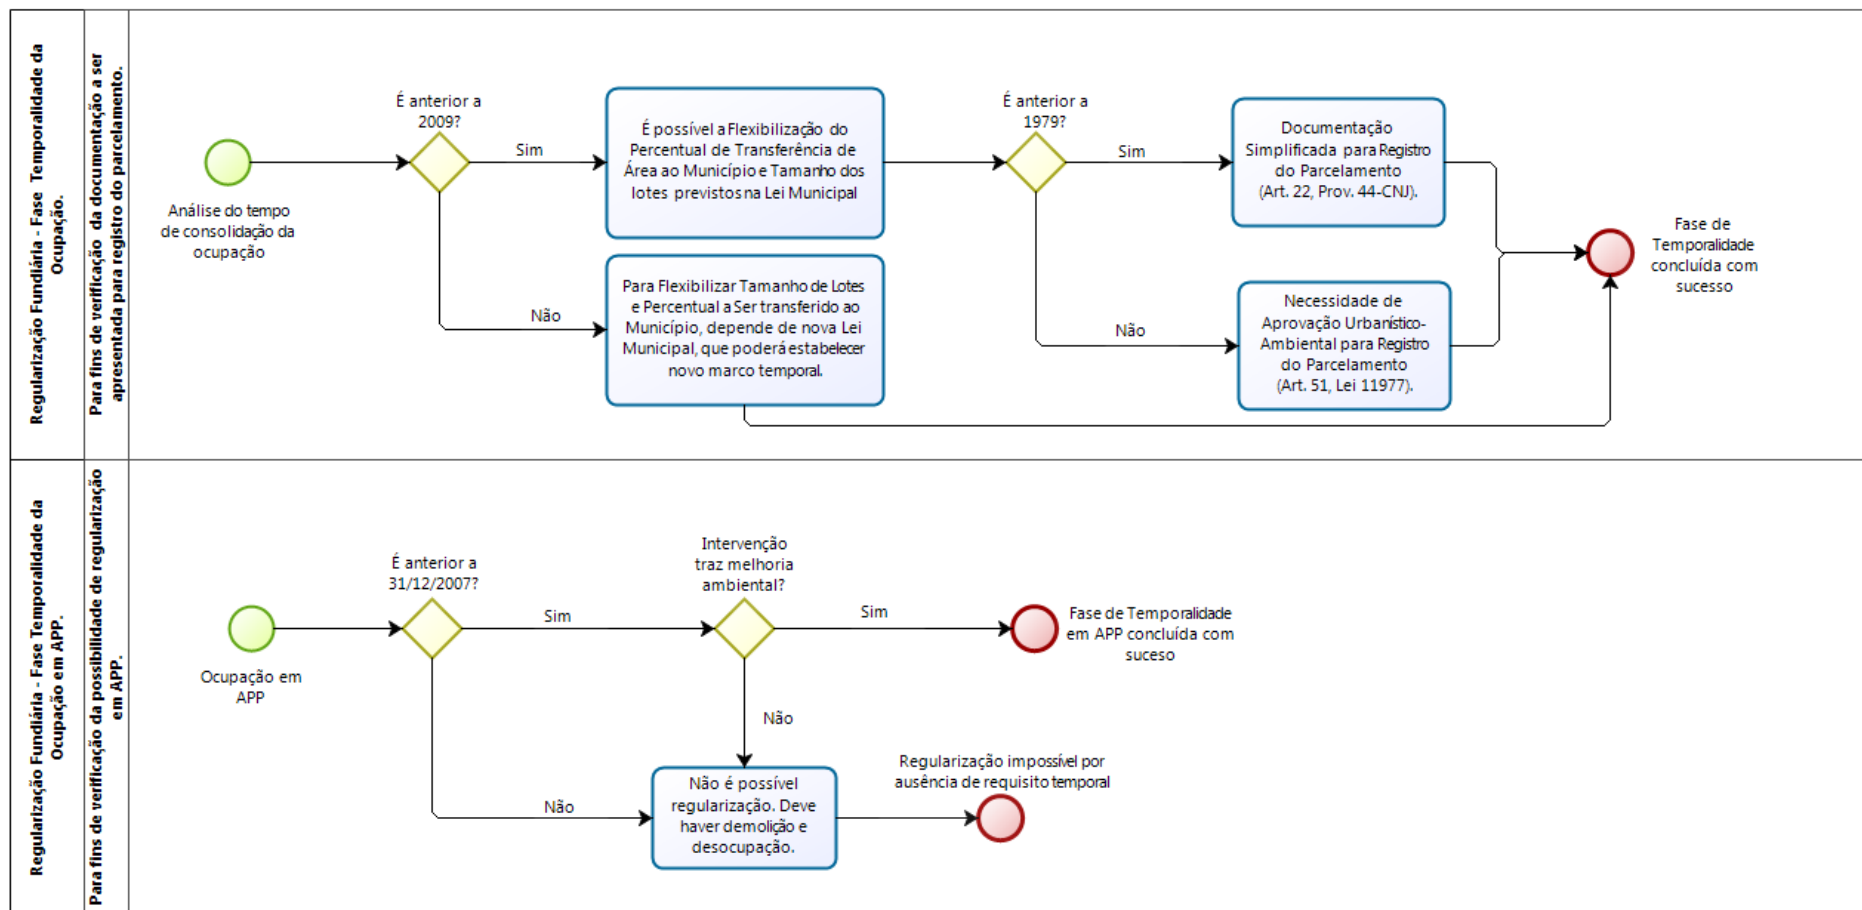 Regularização Fundiária - Fase Temporalidade da
Ocupação.
Para fins de verificação da documentação a ser
apresentada para registro do parcelamento.
Análise do tempo
de consolidação da
ocupação
É anterior a
2009?
Sim
Não
É possível a Flexibilização do
Percentual de Transferência de
Área ao Município e Tamanho dos
lotes previstos na Lei Municipal
Para Flexibilizar Tamanho de Lotes
e Percentual a Ser transferido ao
Município, depende de nova Lei
Municipal, que poderá estabelecer
novo marco temporal.
É anterior a
1979?
Sim
Não
Documentação
Simplificada para Registro
do Parcelamento
(Art. 22, Prov. 44-CNJ).
Necessidade de
Aprovação Urbanístico-
Ambiental para Registro
do Parcelamento
(Art. 51, Lei 11977).
Fase de
Temporalidade
concluída com
sucesso
Regularização Fundiária - Fase Temporalidade da
Ocupação em APP.
Para fins de verificação da possibilidade de regularização
em APP.
Ocupação em
APP
É anterior a
31/12/2007?
Sim
Não
Intervenção
traz melhoria
ambiental?
Sim
Não
Fase de Temporalidade
em APP concluída com
suceso
Não é possível
regularização. Deve
haver demolição e
desocupação.
Regularização impossível por
ausência de requisito temporal